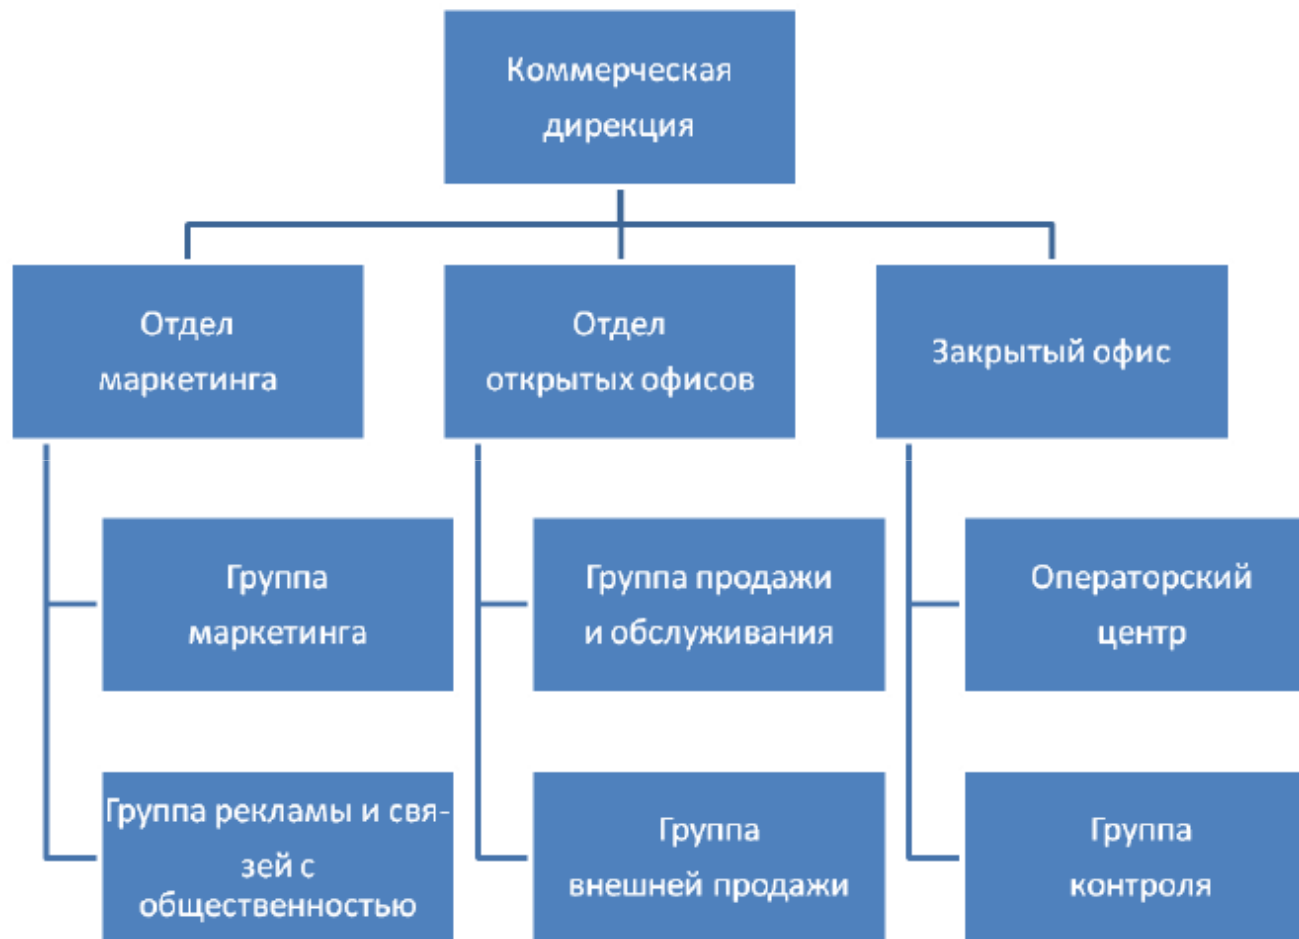 Коммерческая
дирекция
Отдел
маркетинга
Отдел
открытых офисов
Закрытый офис
Группа
маркетинга
Группа продажи
и обслуживания
Операторский
центр
Группа рекламы и свя-
зей с
общественностью
Группа
внешней продажи
Группа
контроля